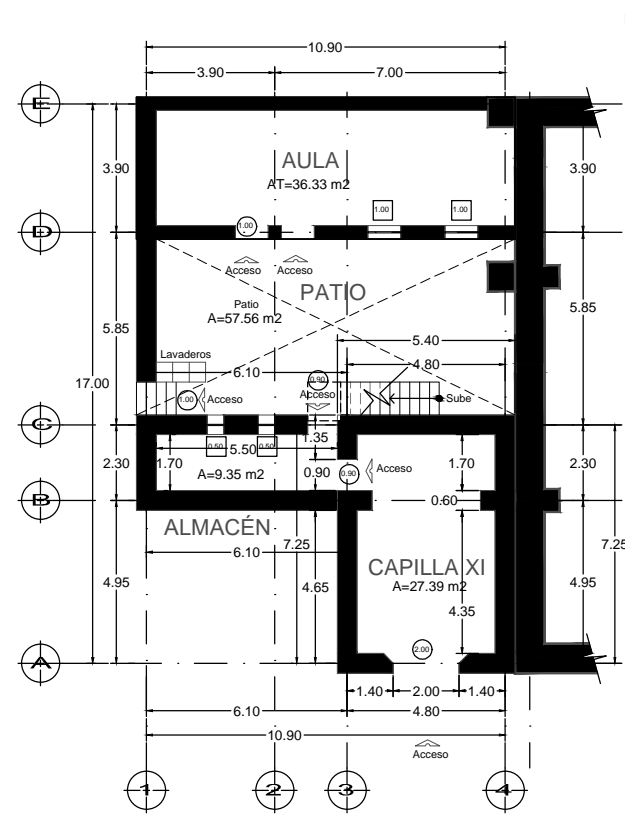 10.90
3.90 7.00
E
3.90 AULA 3.90
AT=36.33 m2
1.00 1.00
1.00
D
Acceso Acceso
PATIO
Patio
A=57.56 m2
5.85 5.85
5.40
Lavaderos
4.80
6.10
17.00
0.90
Acceso
1.00 Acceso
Sube
C
1.35
0.50 0.50
5.50
2.30 1.70 A=9.35 m2 0.90 0.90 Acceso 1.70 2.30
B
0.60
ALMACÉN
7.25 7.25
6.10
CAPILLA XI
A=27.39 m2
4.95 4.65 4.95
4.35
2.00
A
1.40 2.00 1.40
6.10 4.80
10.90
Acceso
1 2 3 4